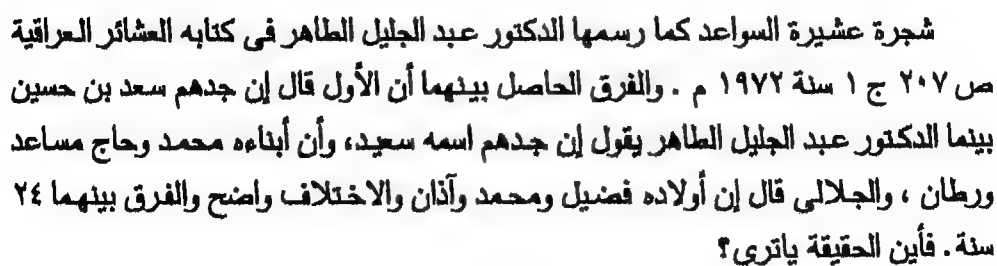 شجرة عشيرة السواعد كما رسمها الدكتور عبد الجليل الطاهر فى كتابه العشائر العراقية
ص ٢٠٧ ج ١ سنة ١٩٧٢ م . والفرق الحاصل بينهما أن الأول قال إن جدهم سعد بن حسين
بينما الدكتور عبد الجليل الطاهر يقول إن جدهم اسمه سعيد، وأن أبناءه محمد وحاج مساعد
ورطان ، والجلالى قال إن أولاده فضيل ومحمد وآذان والاختلاف واضح والفرق بينهما ٢٤
سنة . فأين الحقيقة ياترى؟